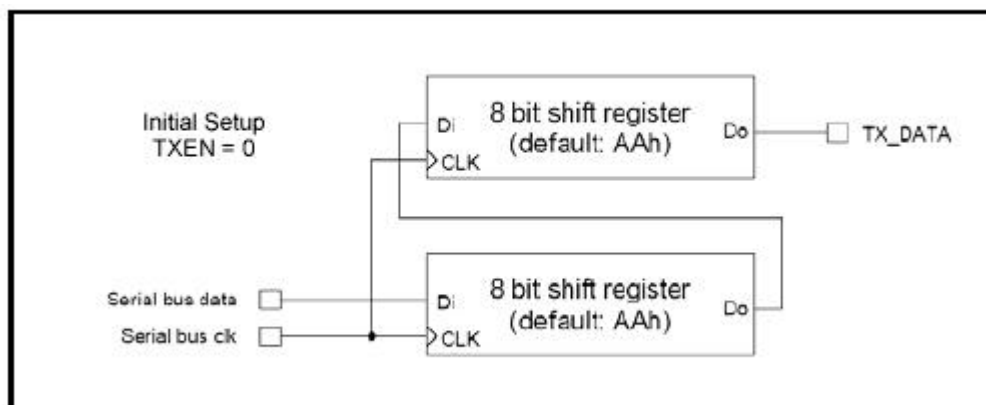 Initial Setup
TXEN = 0
Di
8 bit shift register
(default: AAh)
Do
TX_DATA
CLK
Serial bus data
Di
8 bit shift register
(default: AAh)
Do
Serial bus clk
CLK